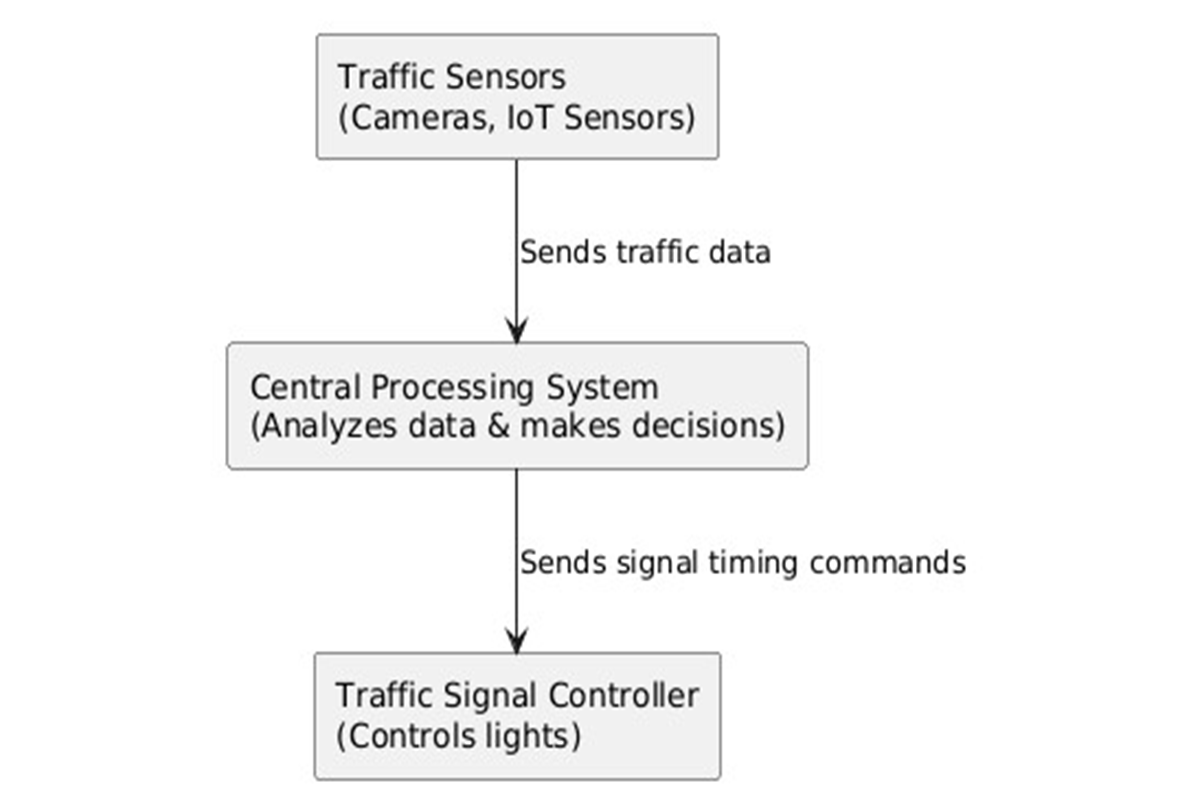 Traffic Sensors
(Cameras, IoT Sensors)
Sends traffic data
Central Processing System
(Analyzes data & makes decisions)
Sends signal timing commands
Traffic Signal Controller
(Controls lights)